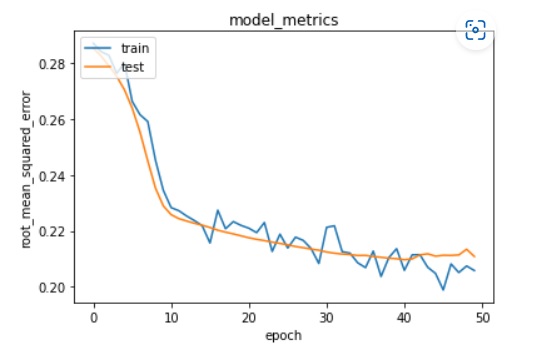 model_metrics
train
test
root_mean_squared_error
0.28
0.26
0.24
0.22
0.20
0 10 20 30 40 50
epoch